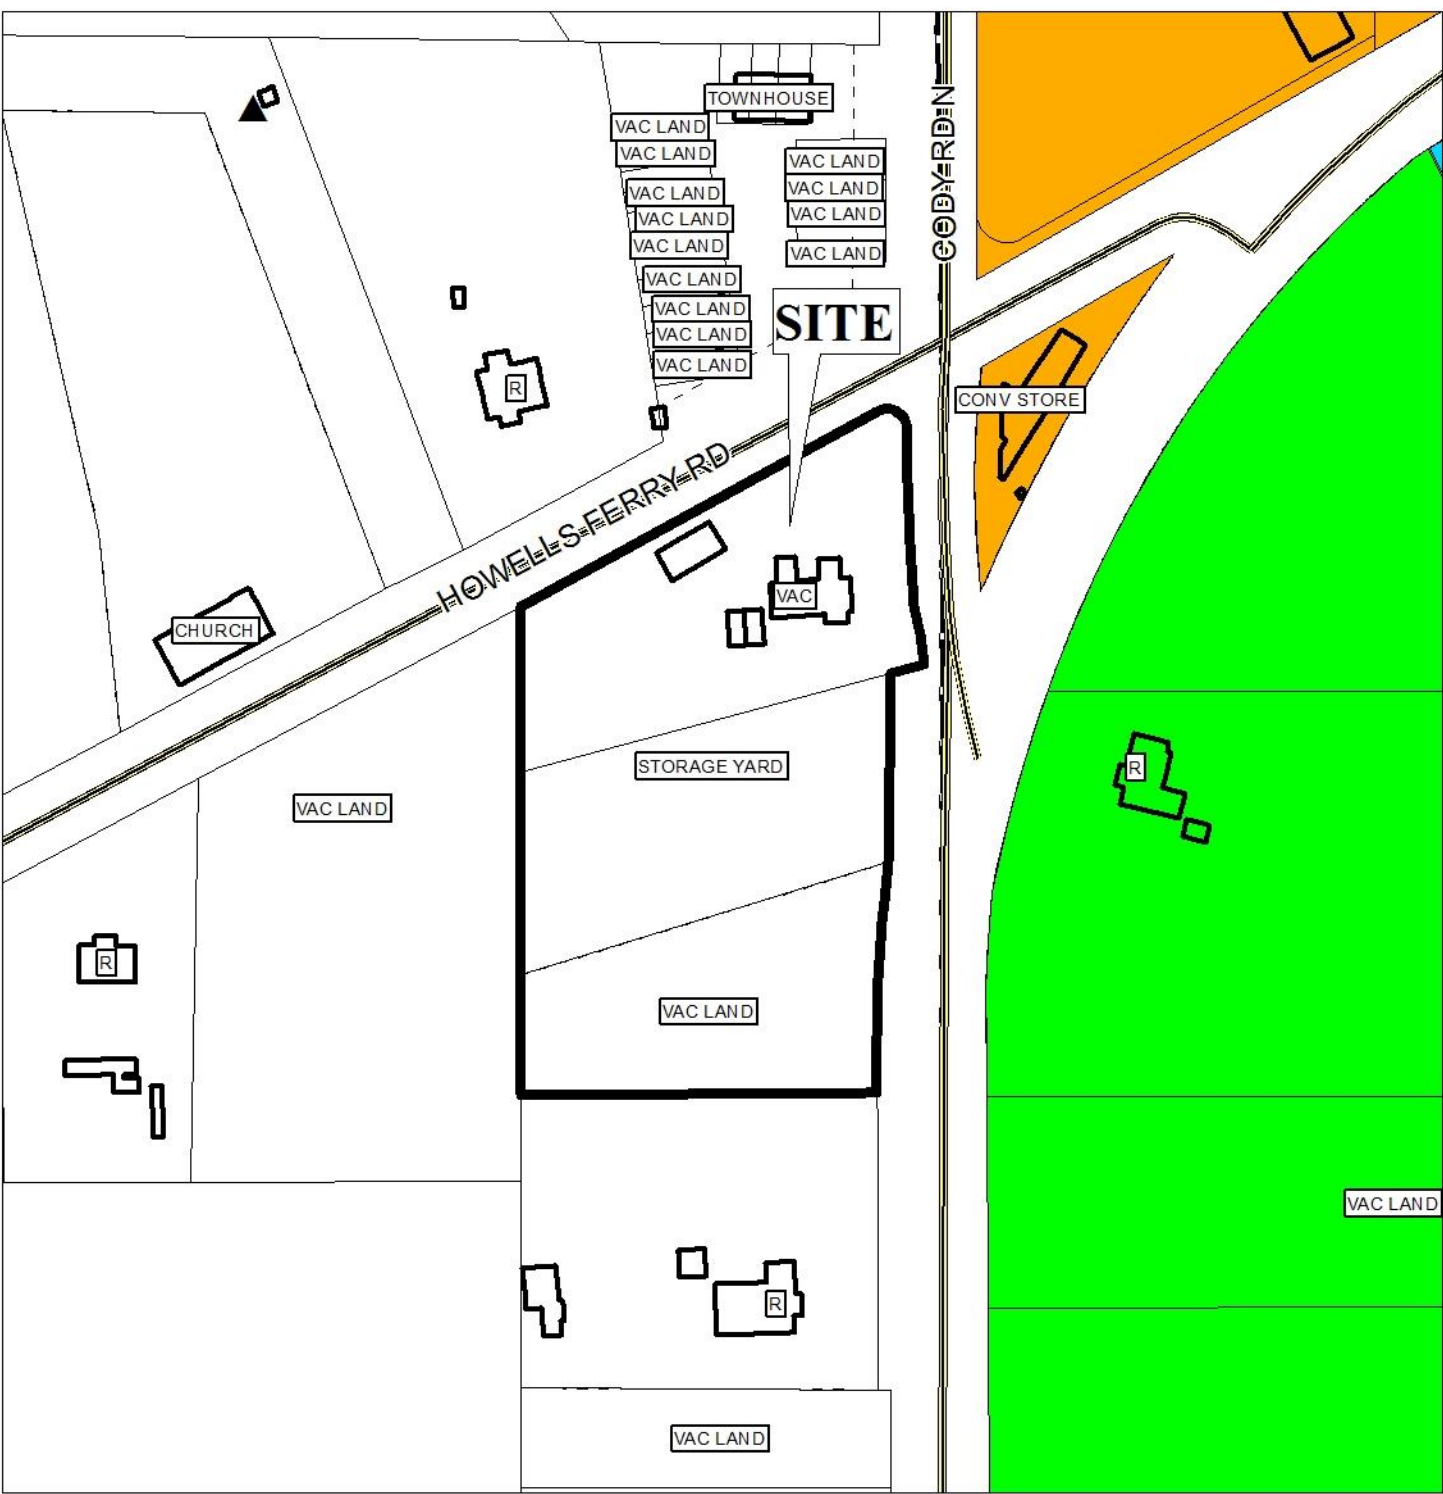 TOWNHOUSE
VAC LAND
VAC LAND
VAC LAND
VAC LAND
VAC LAND
VAC LAND
VAC LAND
VAC LAND
VAC LAND
VAC LAND
VAC LAND
VAC LAND
VAC LAND
CODY RD N
SITE
R
CONV STORE
HOWELLS FERRY RD
VAC
CHURCH
STORAGE YARD
R
VAC LAND
R
VAC LAND
VAC LAND
R
VAC LAND